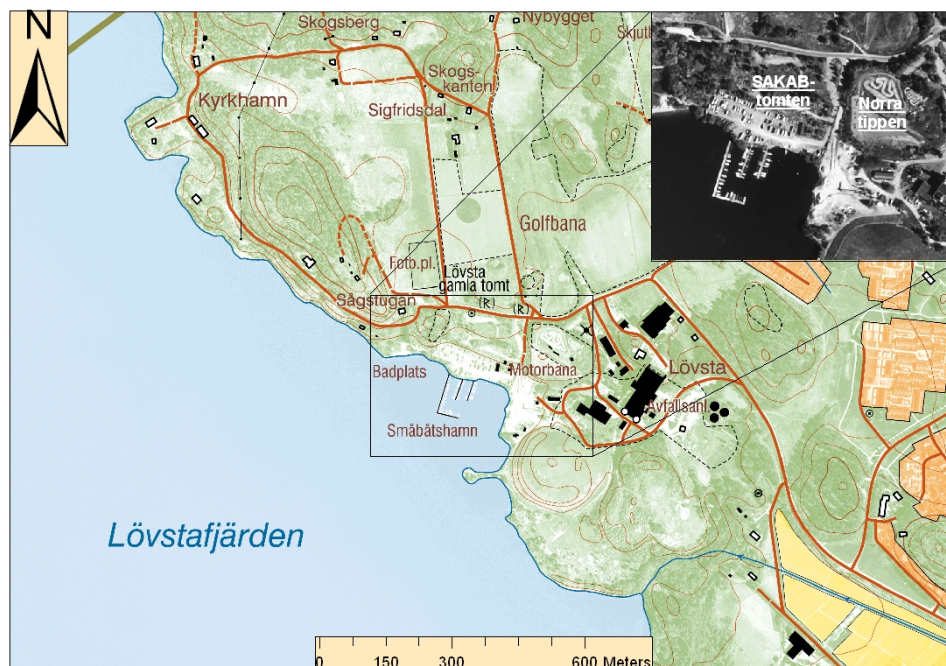 N
Skogsberg
Nybygget
Skjutb
Kyrkhamn
Skogs-
kanten
Sigfridsdal
SAKAB-
tomten
Norra
tippen
Golfbana
Fotb.pl.
Lövsta
gamla tomt
(R)
(R)
Sågstugan
Badplats
Motorbana
Lövsta
Avfallsanl.
Småbåtshamn
Lövstafjärden
0 150 300 600 Meters